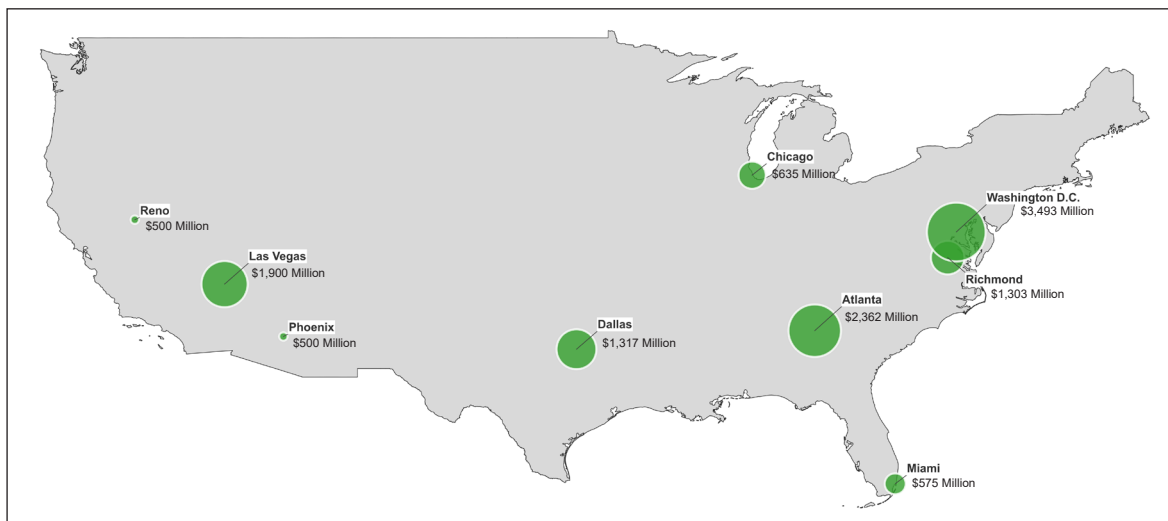 Chicago
$635 Million
Washington D.C.
$3,493 Million
Reno
$500 Million
Las Vegas
$1,900 Million
Richmond
$1,303 Million
Atlanta
$2,362 Million
Phoenix
$500 Million
Dallas
$1,317 Million
Miami
$575 Million